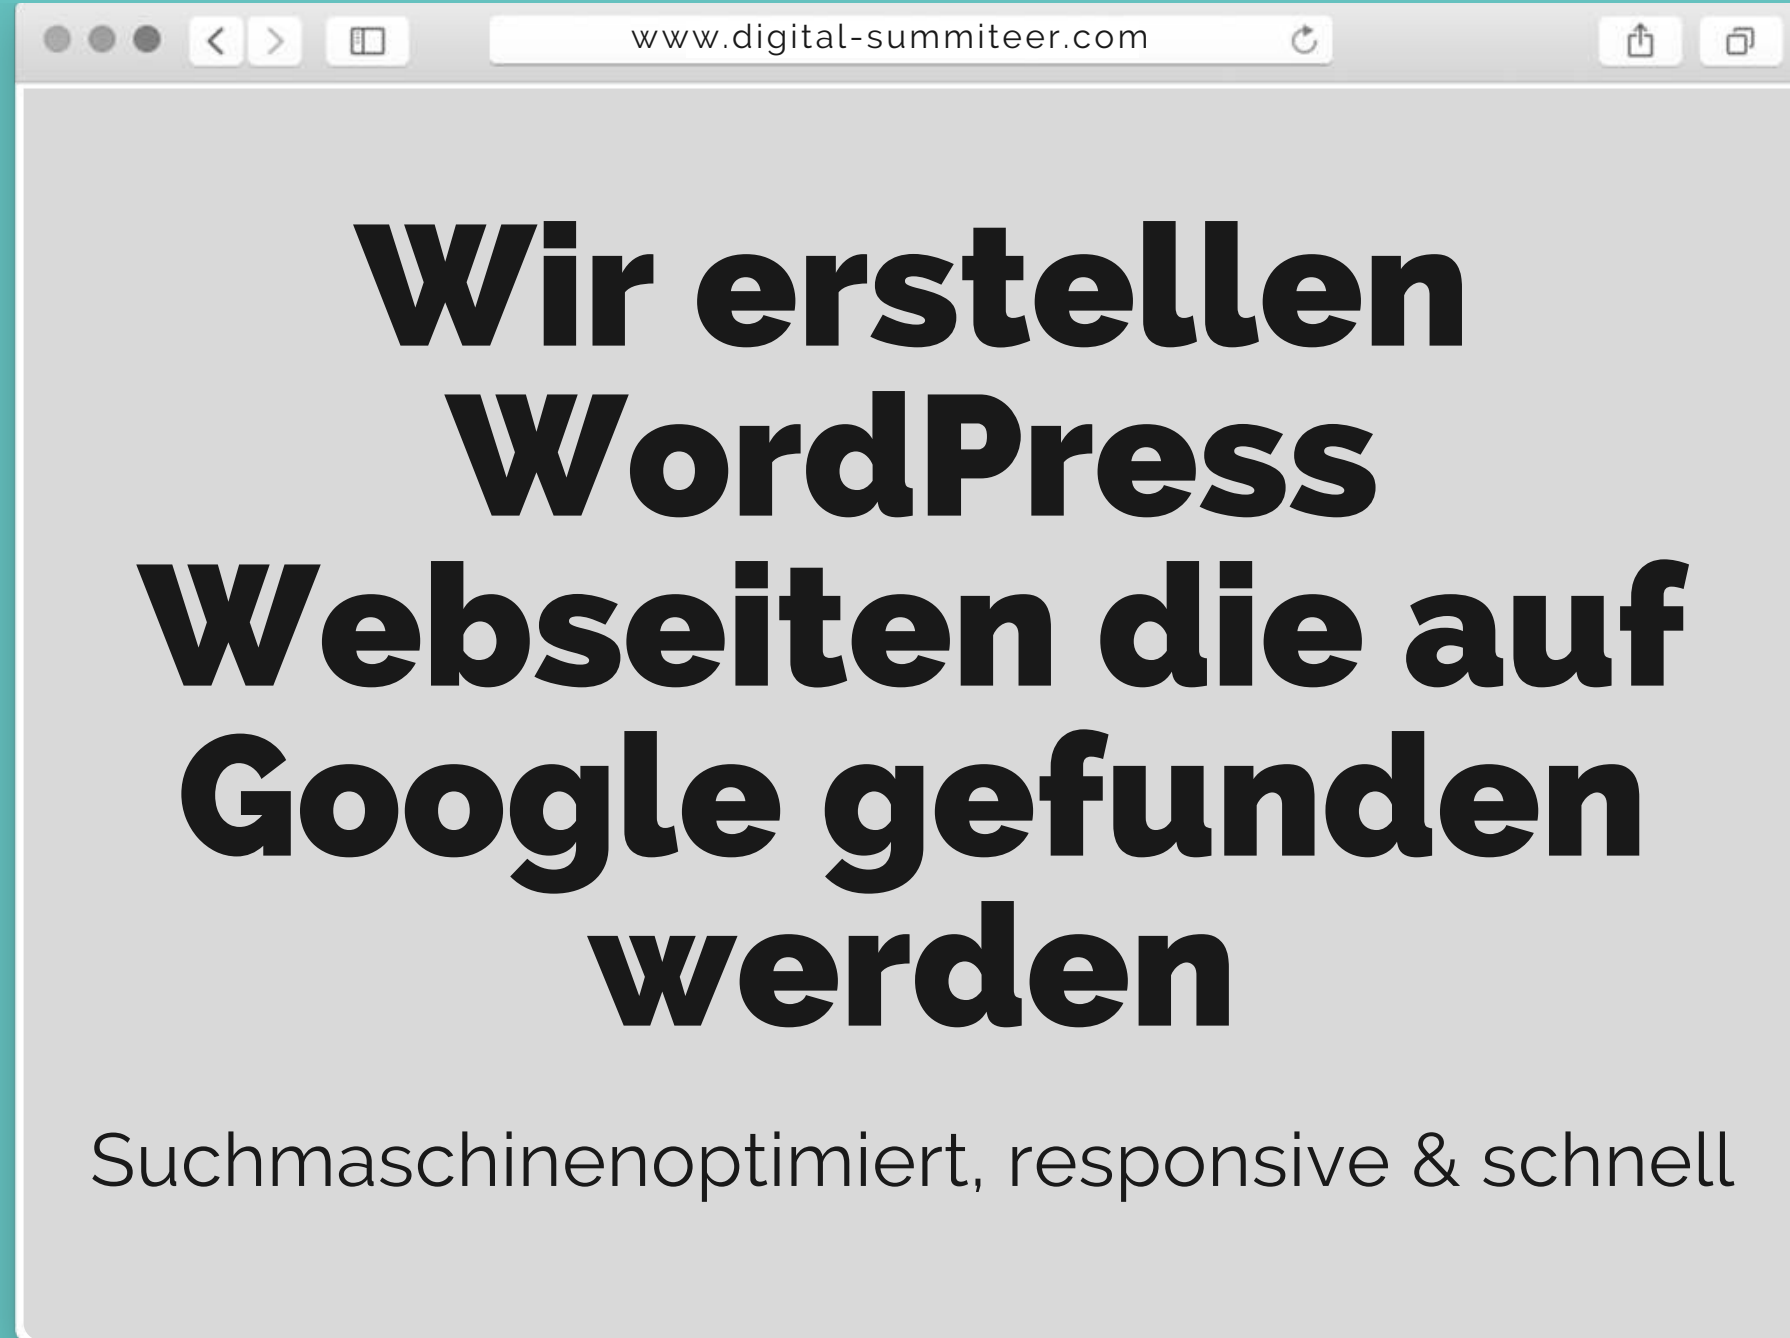 www.digital-summiteer.com
Wir erstellen
WordPress
Webseiten die auf
Google gefunden
werden
Suchmaschinenoptimiert, responsive & schnell